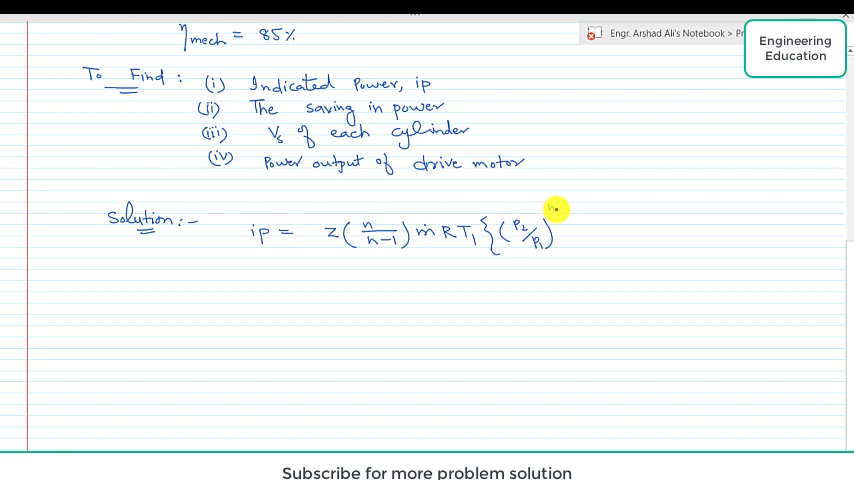 η mech = 85%
Engr. Arshad Ali's Notebook > Pr
Engineering
Education
To Find : (i) Indicated Power, ip
(ii) The saving in power
(iii) Vs of each cylinder
(iv) Power output of drive motor
Solution :-
ip = z ( n / n-1 ) ṁ R T1 { ( P2 / P1 )
Subscribe for more problem solution